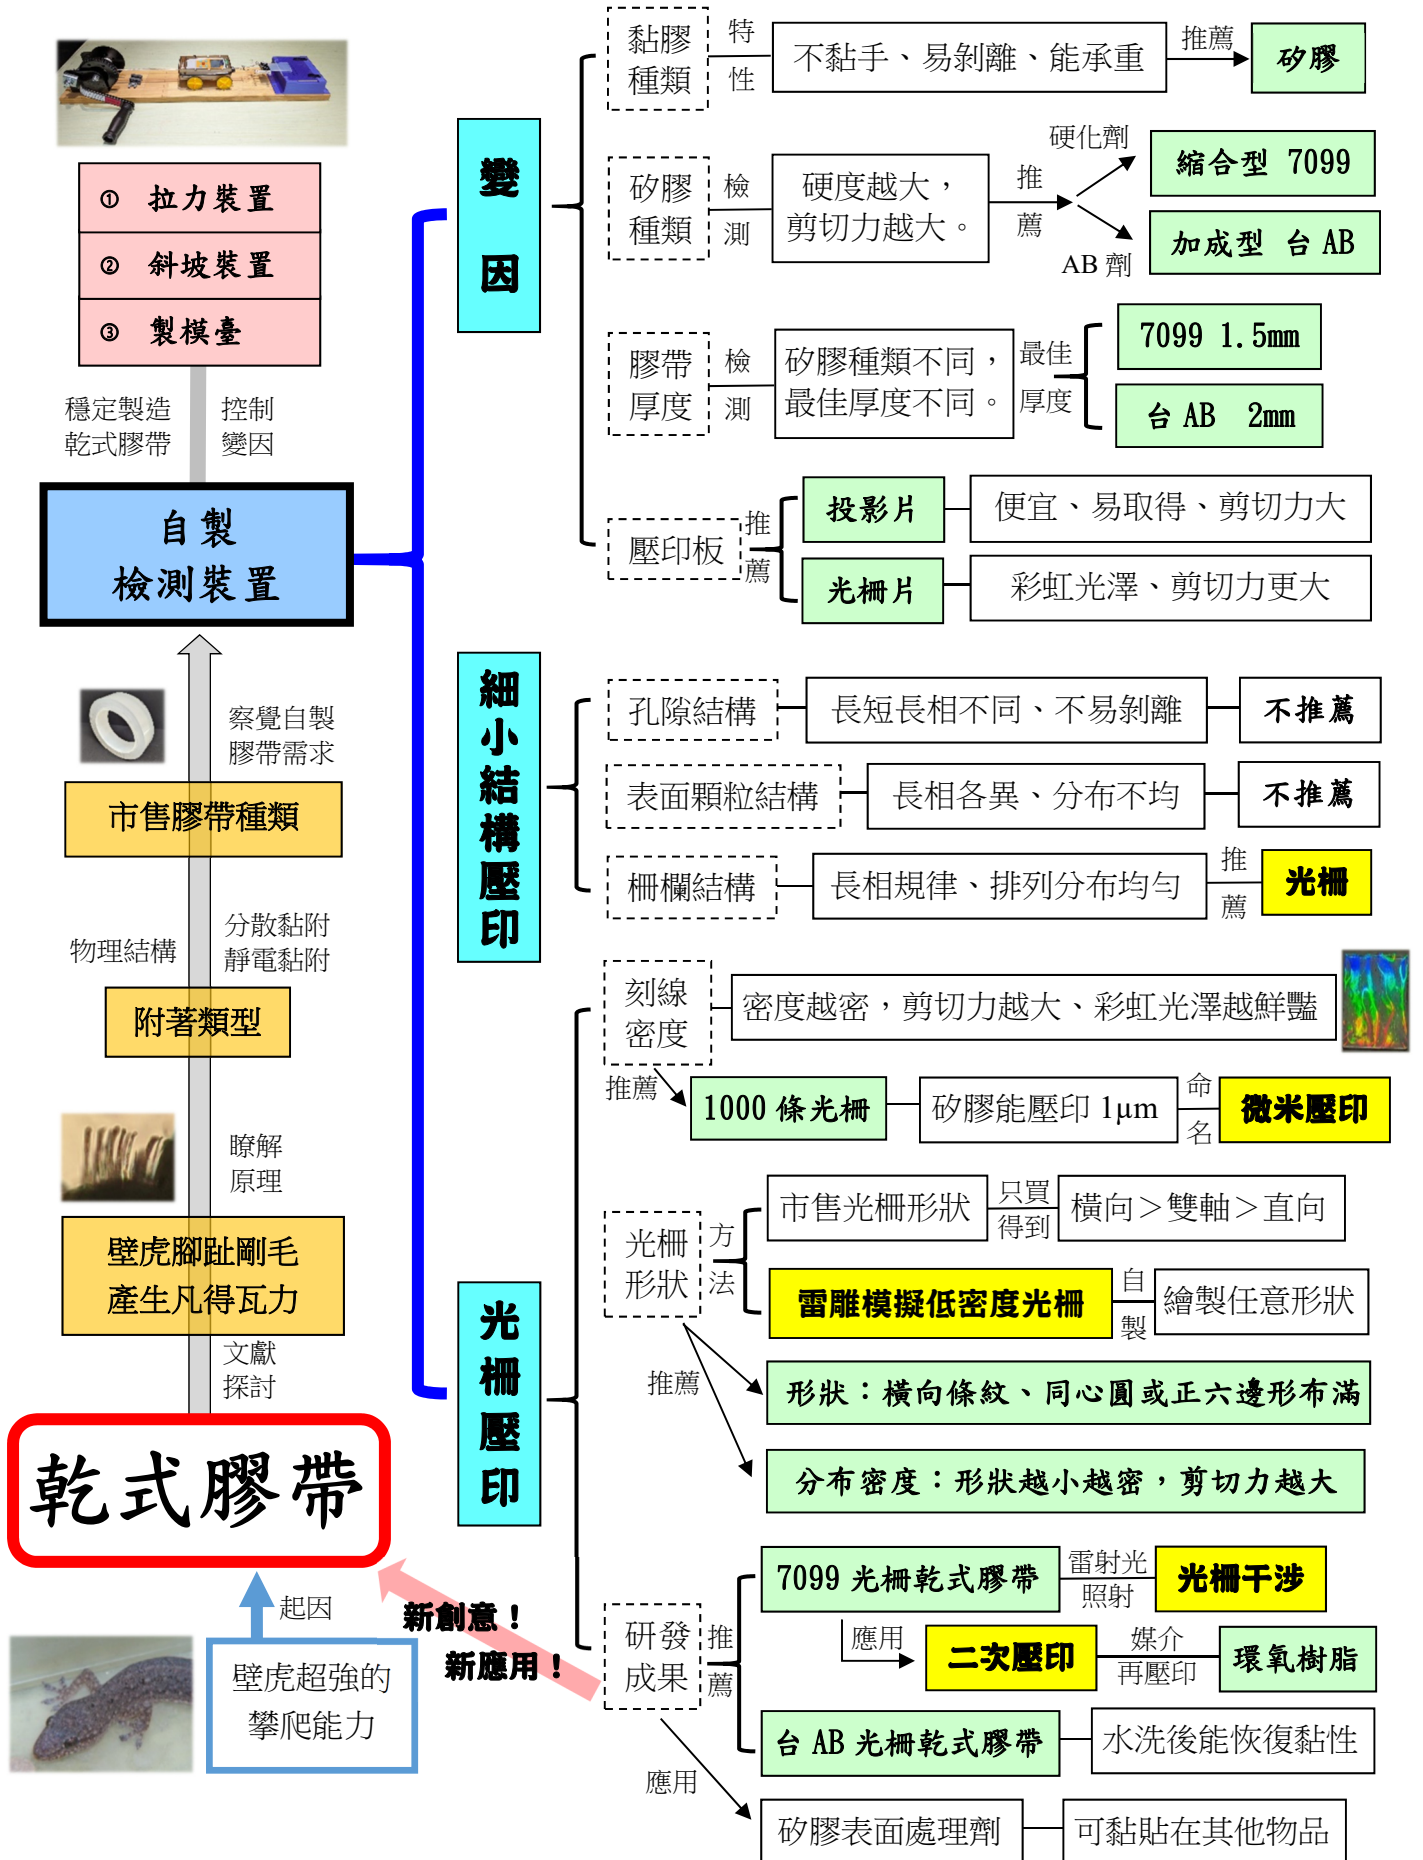 ① 拉力裝置
② 斜坡裝置
③ 製模臺
穩定製造
乾式膠帶
控制
變因
自製
檢測裝置
察覺自製
膠帶需求
市售膠帶種類
物理結構
分散黏附
靜電黏附
附著類型
瞭解
原理
壁虎腳趾剛毛
產生凡得瓦力
文獻
探討
乾式膠帶
起因
壁虎超強的
攀爬能力
新創意！
新應用！
變因
黏膠
種類
特性
不黏手、易剝離、能承重
推薦
矽膠
矽膠
種類
檢測
硬度越大，
剪切力越大。
推薦
硬化劑
縮合型 7099
AB 劑
加成型 台 AB
膠帶
厚度
檢測
矽膠種類不同，
最佳厚度不同。
最佳
厚度
7099 1.5mm
台 AB 2mm
壓印板
推薦
投影片
便宜、易取得、剪切力大
光柵片
彩虹光澤、剪切力更大
細小結構壓印
孔隙結構
長短長相不同、不易剝離
不推薦
表面顆粒結構
長相各異、分布不均
不推薦
柵欄結構
長相規律、排列分布均勻
推薦
光柵
光柵壓印
刻線
密度
密度越密，剪切力越大、彩虹光澤越鮮豔
推薦
1000 條光柵
矽膠能壓印 1µm
命名
微米壓印
光柵
形狀
方法
市售光柵形狀
只買
得到
橫向＞雙軸＞直向
雷雕模擬低密度光柵
自製
繪製任意形狀
推薦
形狀：橫向條紋、同心圓或正六邊形布滿
分布密度：形狀越小越密，剪切力越大
研發
成果
推薦
7099 光柵乾式膠帶
雷射光
照射
光柵干涉
應用
二次壓印
媒介
再壓印
環氧樹脂
台 AB 光柵乾式膠帶
水洗後能恢復黏性
應用
矽膠表面處理劑
可黏貼在其他物品